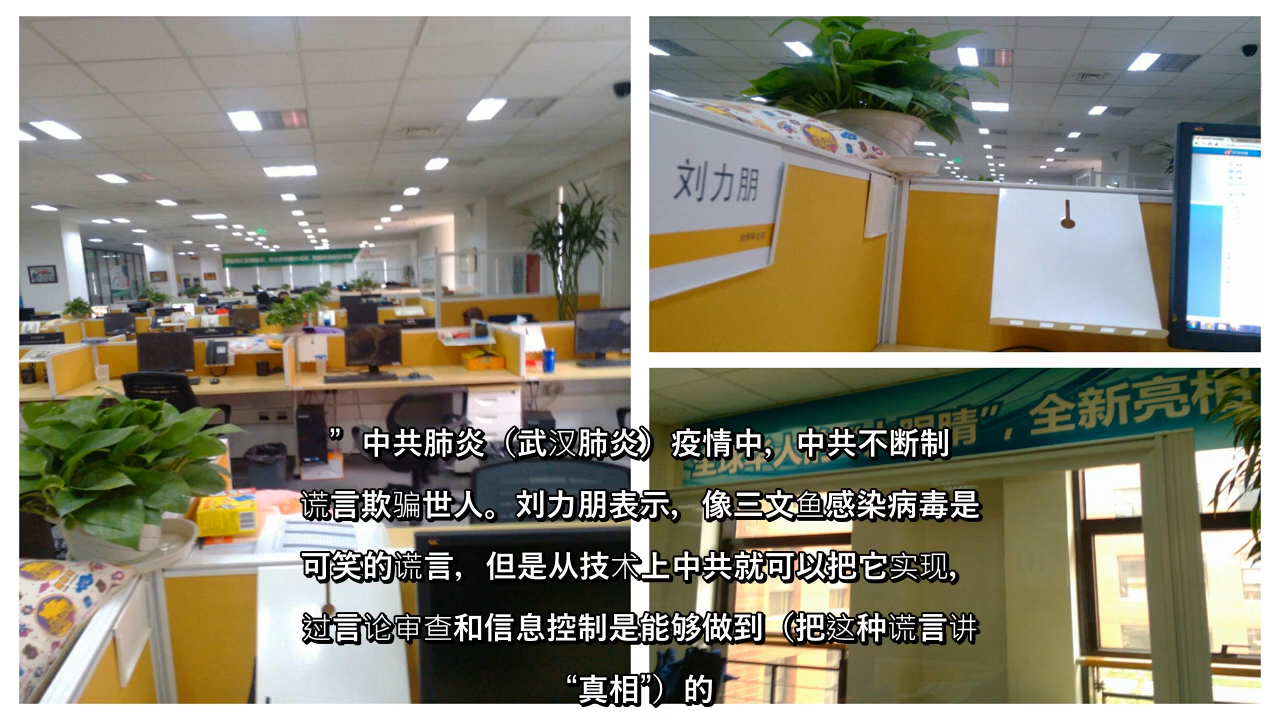 刘力朋
眼睛”，全新亮相
”中共肺炎（武汉肺炎）疫情中，中共不断制
谎言欺骗世人。刘力朋表示，像三文鱼感染病毒是
可笑的谎言，但是从技术上中共就可以把它实现，
过言论审查和信息控制是能够做到（把这种谎言讲
“真相”）的